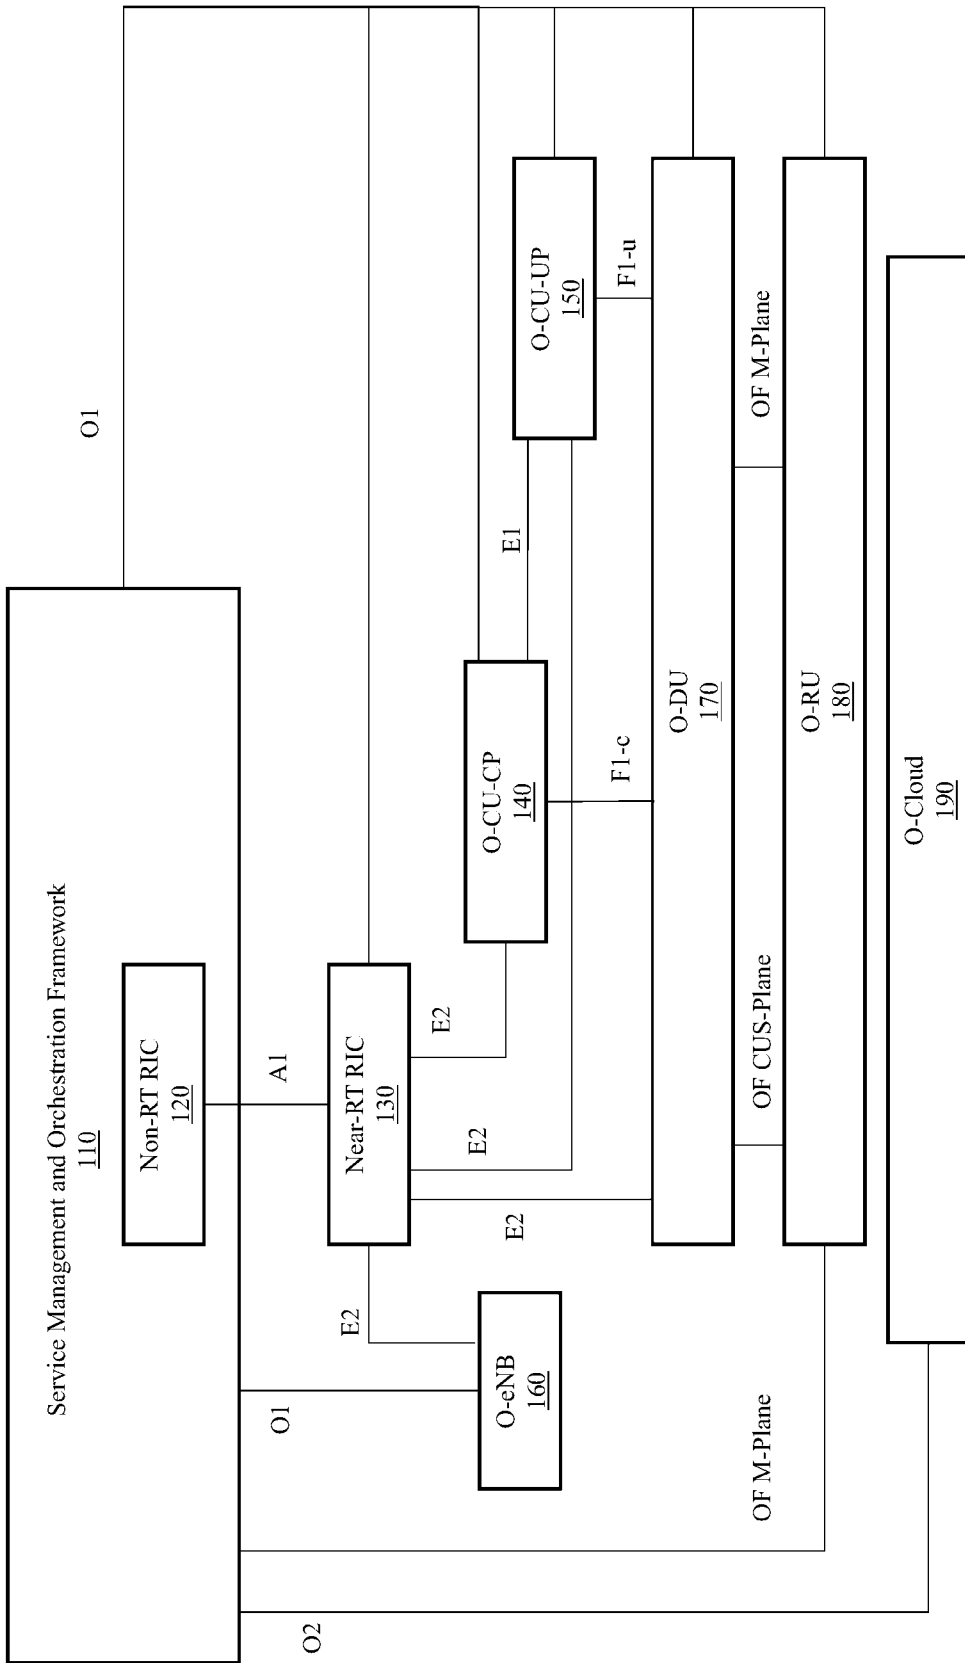 Service Management and Orchestration Framework
110
Non-RT RIC
120
O1
A1
O1
O2
Near-RT RIC
130
E2
E2
E2
E2
O-CU-CP
140
E1
O-CU-UP
150
O-eNB
160
F1-c
F1-u
O-DU
170
OF M-Plane
OF CUS-Plane
OF M-Plane
O-RU
180
O-Cloud
190